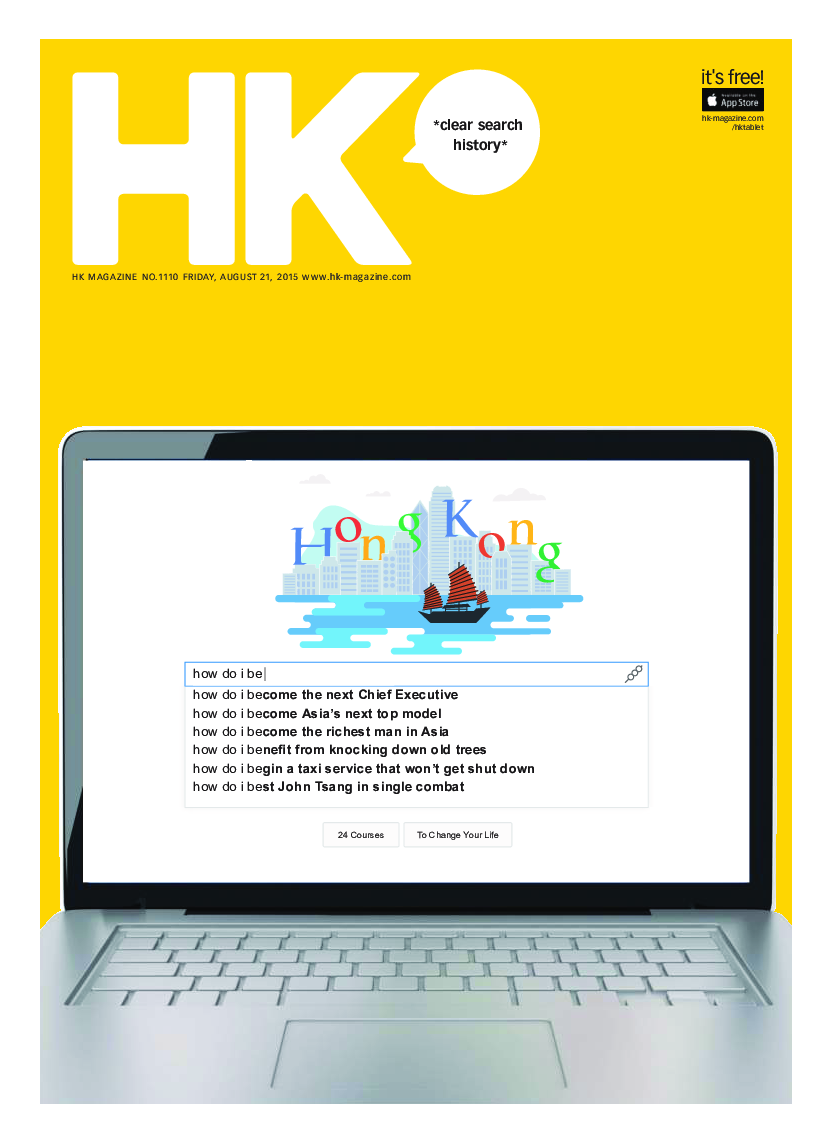 HK
*clear search
history*
it's free!
Available on the
App Store
hk-magazine.com
/hktablet
HK MAGAZINE NO.1110 FRIDAY, AUGUST 21, 2015 www.hk-magazine.com
Hong Kong
how do i be
how do i become the next Chief Executive
how do i become Asia's next top model
how do i become the richest man in Asia
how do i benefit from knocking down old trees
how do i begin a taxi service that won't get shut down
how do i best John Tsang in single combat
24 Courses
To Change Your Life